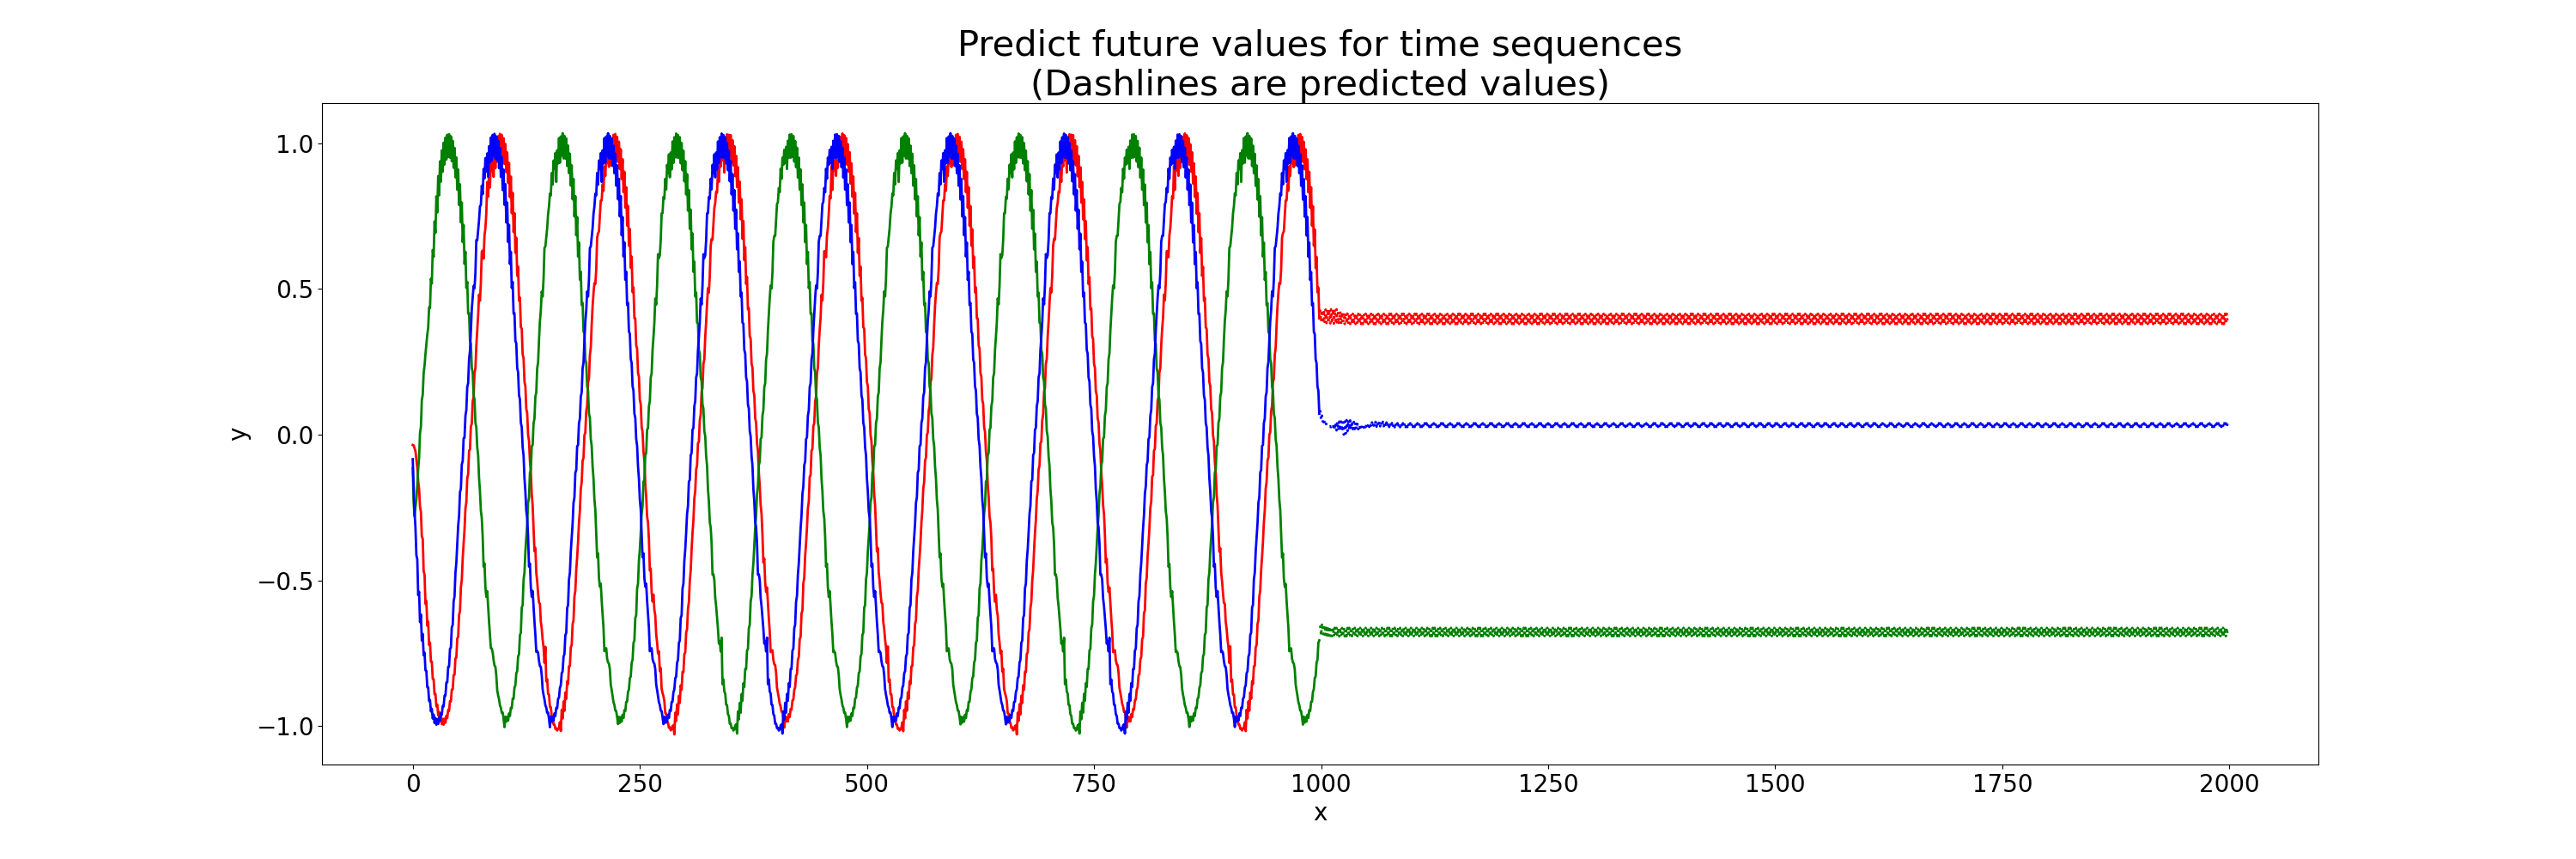 Predict future values for time sequences
(Dashlines are predicted values)
1.0
0.5
0.0
−0.5
−1.0
y
0 250 500 750 1000 1250 1500 1750 2000
x